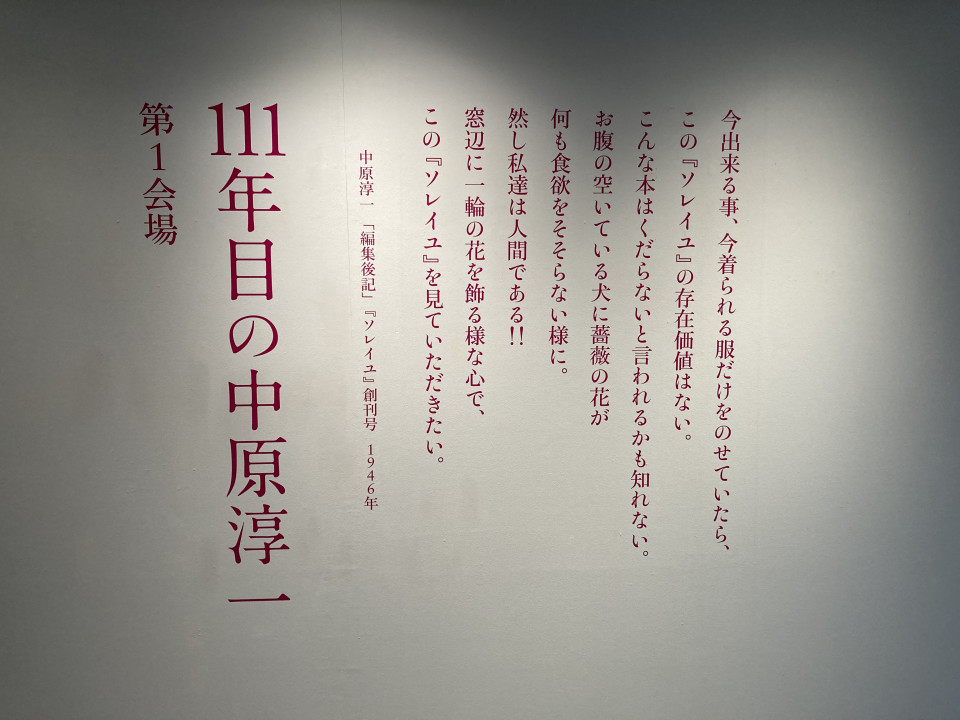 今出来る事、今着られる服だけをのせていたら、
この『ソレイユ』の存在価値はない。
こんな本はくだらないと言われるかも知れない。
お腹の空いている犬に薔薇の花が
何も食欲をそそらない様に。
然し私達は人間である!!
窓辺に一輪の花を飾る様な心で、
この『ソレイユ』を見ていただきたい。
中原淳一 「編集後記」『ソレイユ』創刊号 1946年
111年目の中原淳一
第1会場